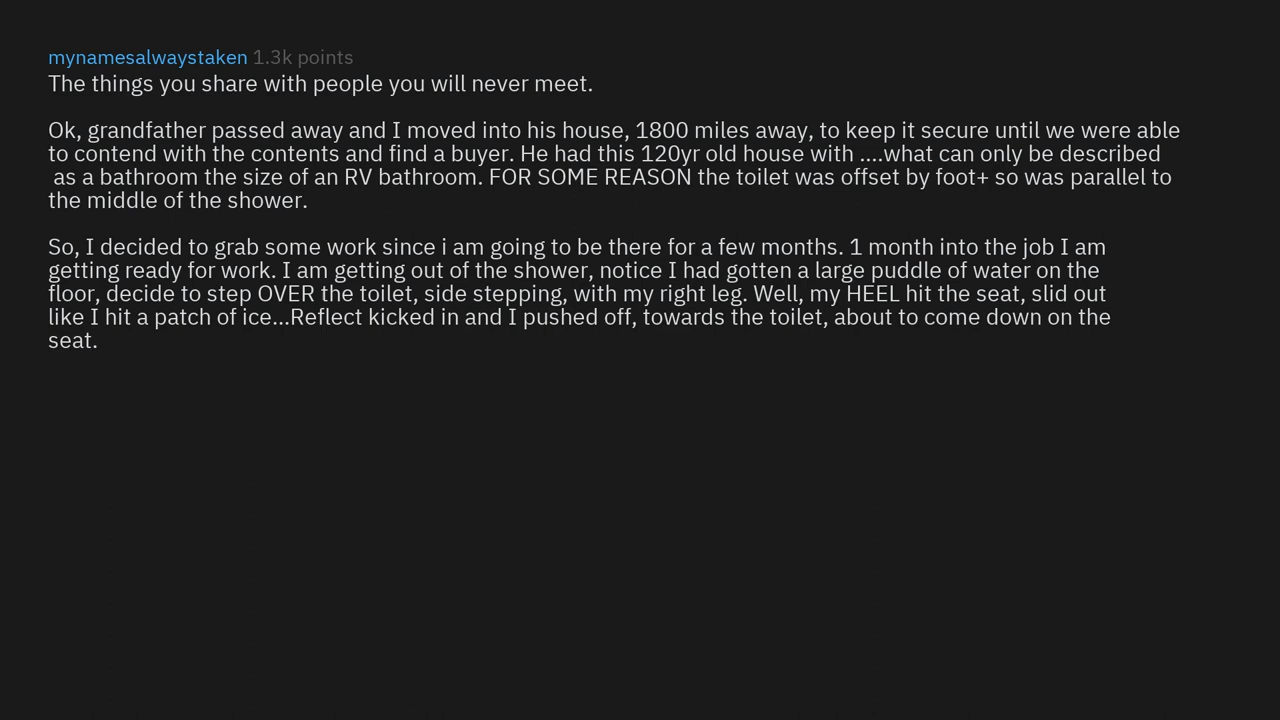 mynamesalwaystaken 1.3k points
The things you share with people you will never meet.
Ok, grandfather passed away and I moved into his house, 1800 miles away, to keep it secure until we were able
to contend with the contents and find a buyer. He had this 120yr old house with ....what can only be described
as a bathroom the size of an RV bathroom. FOR SOME REASON the toilet was offset by foot+ so was parallel to
the middle of the shower.
So, I decided to grab some work since i am going to be there for a few months. 1 month into the job I am
getting ready for work. I am getting out of the shower, notice I had gotten a large puddle of water on the
floor, decide to step OVER the toilet, side stepping, with my right leg. Well, my HEEL hit the seat, slid out
like I hit a patch of ice...Reflect kicked in and I pushed off, towards the toilet, about to come down on the
seat.